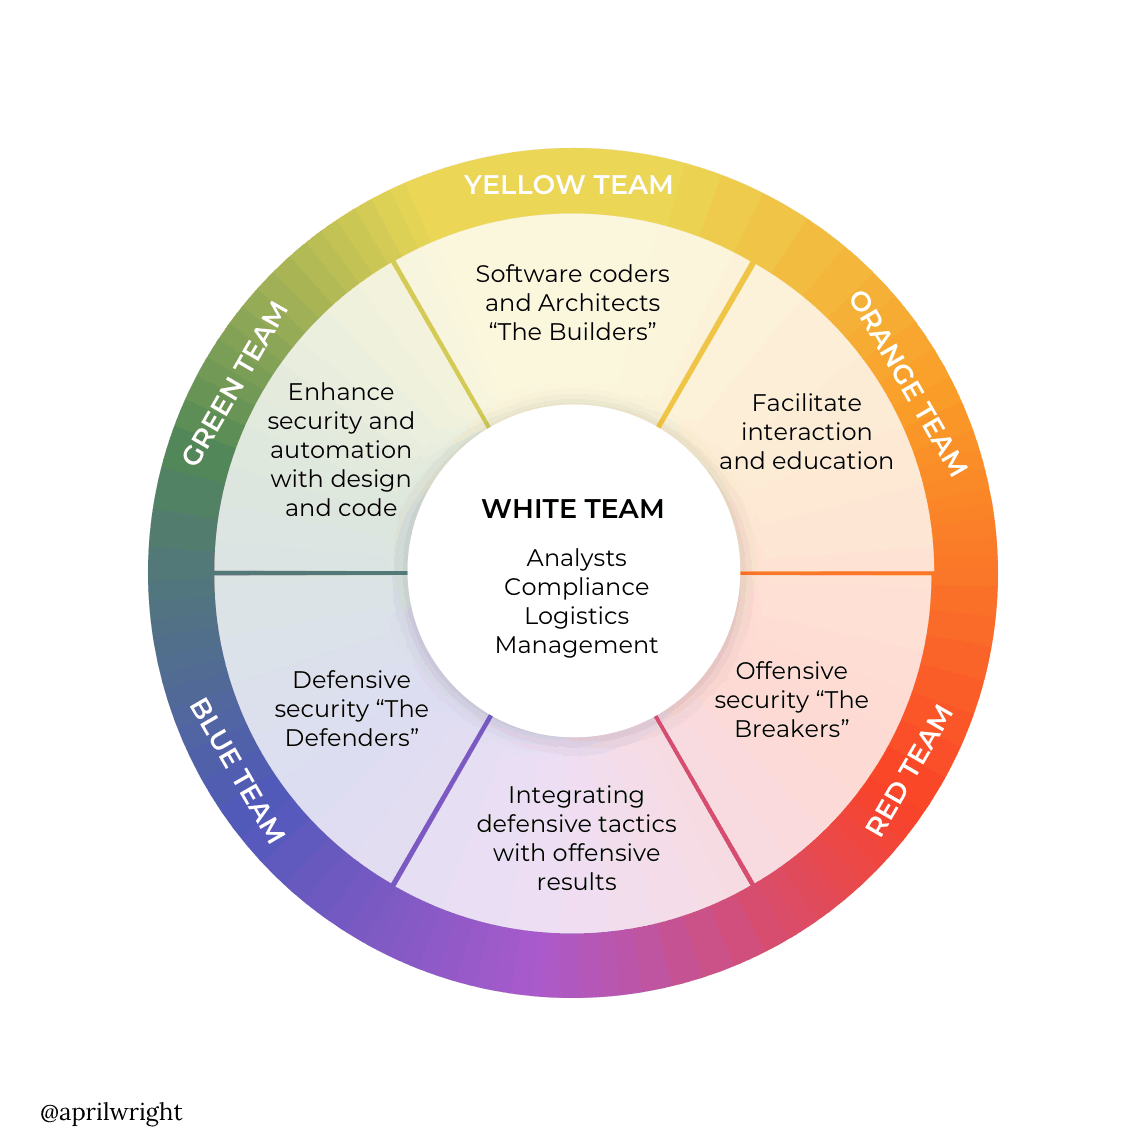 YELLOW TEAM
Software coders
and Architects
“The Builders”
ORANGE TEAM
Facilitate
interaction
and education
RED TEAM
Offensive
security “The
Breakers”
Integrating
defensive tactics
with offensive
results
BLUE TEAM
Defensive
security “The
Defenders”
GREEN TEAM
Enhance
security and
automation
with design
and code
WHITE TEAM
Analysts
Compliance
Logistics
Management
@aprilwright